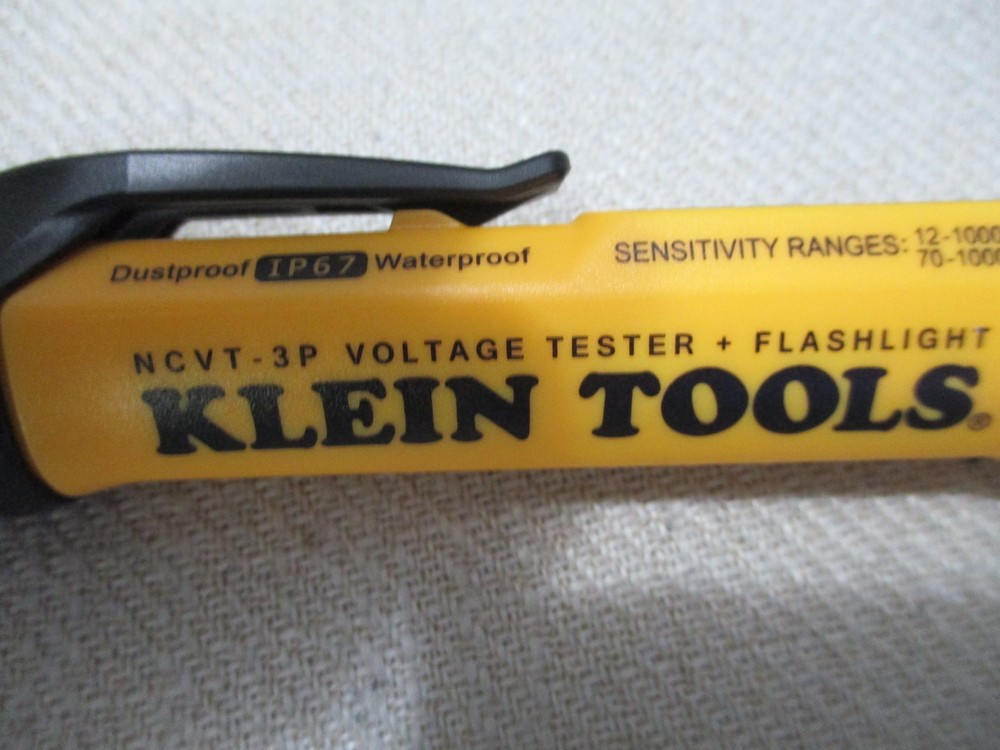 Dustproof IP67 Waterproof
SENSITIVITY RANGES: 12-1000
70-1000
NCVT-3P VOLTAGE TESTER + FLASHLIGHT
KLEIN TOOLS®